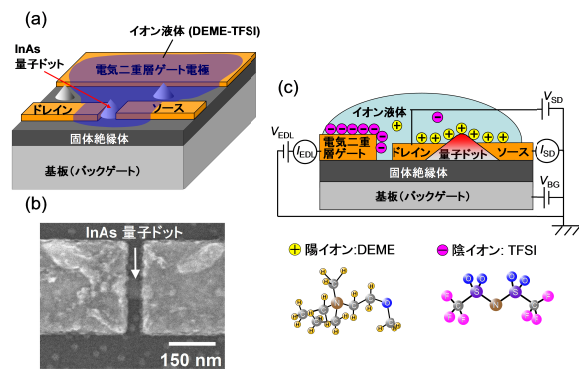 (a)
イオン液体 (DEME-TFSI)
InAs
量子ドット
電気二重層ゲート電極
ドレイン
ソース
固体絶縁体
基板(バックゲート)
(b)
InAs 量子ドット
150 nm
(c)
イオン液体
VSD
VEDL
IEDL
電気二重
層ゲート
ドレイン
量子ドット
ソース
ISD
固体絶縁体
基板(バックゲート)
VBG
陽イオン:DEME
陰イオン: TFSI